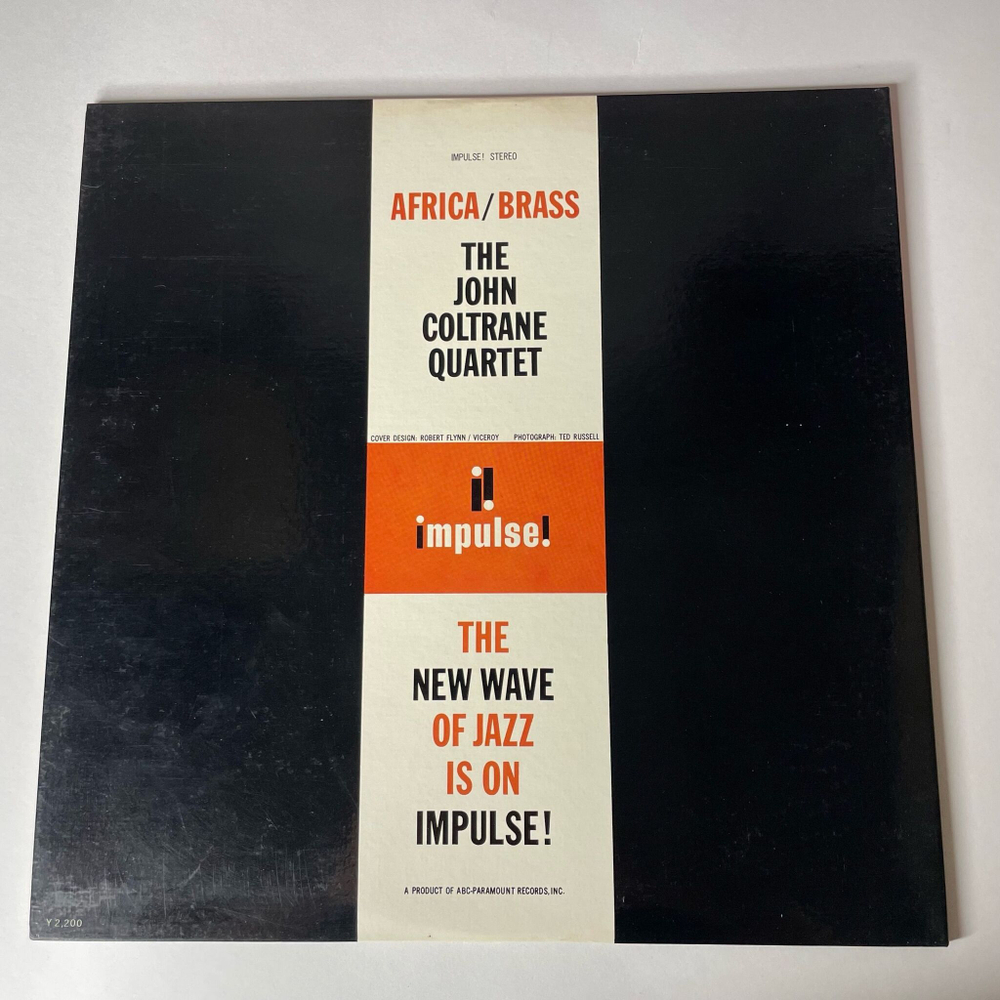 IMPULSE! STEREO
AFRICA/BRASS
THE
JOHN
COLTRANE
QUARTET
COVER DESIGN: ROBERT FLYNN / VICEROY PHOTOGRAPH: TED RUSSELL
i!
impulse!
THE
NEW WAVE
OF JAZZ
IS ON
IMPULSE!
A PRODUCT OF ABC-PARAMOUNT RECORDS, INC.
Y 2,200